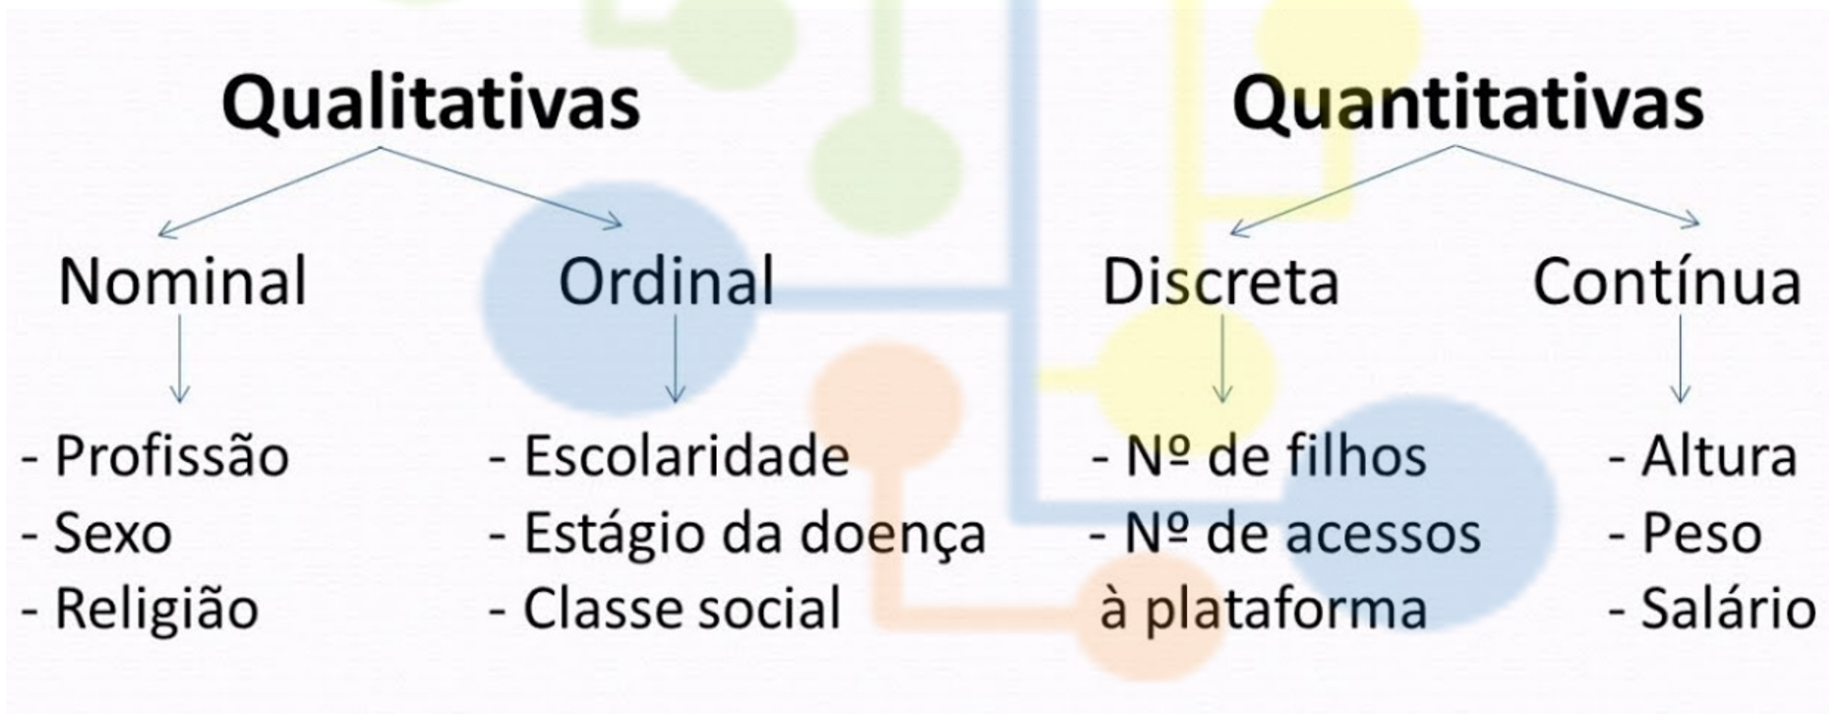 Qualitativas
Nominal
- Profissão
- Sexo
- Religião
Ordinal
- Escolaridade
- Estágio da doença
- Classe social
Quantitativas
Discreta
- Nº de filhos
- Nº de acessos
à plataforma
Contínua
- Altura
- Peso
- Salário